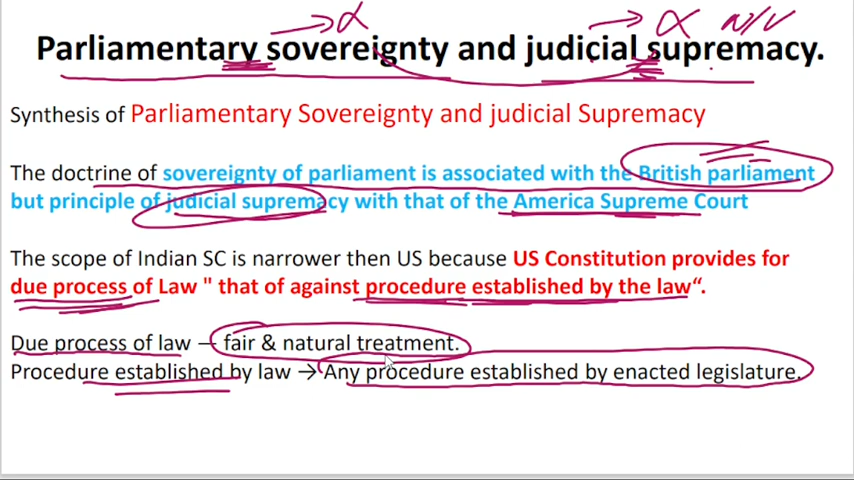 Parliamentary sovereignty and judicial supremacy.
Synthesis of Parliamentary Sovereignty and judicial Supremacy
The doctrine of sovereignty of parliament is associated with the British parliament
but principle of judicial supremacy with that of the America Supreme Court
The scope of Indian SC is narrower then US because US Constitution provides for
due process of Law " that of against procedure established by the law“.
Due process of law — fair & natural treatment.
Procedure established by law → Any procedure established by enacted legislature.